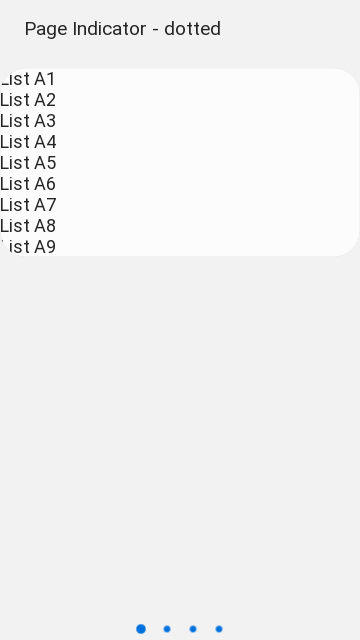 Page Indicator - dotted
List A1
List A2
List A3
List A4
List A5
List A6
List A7
List A8
List A9